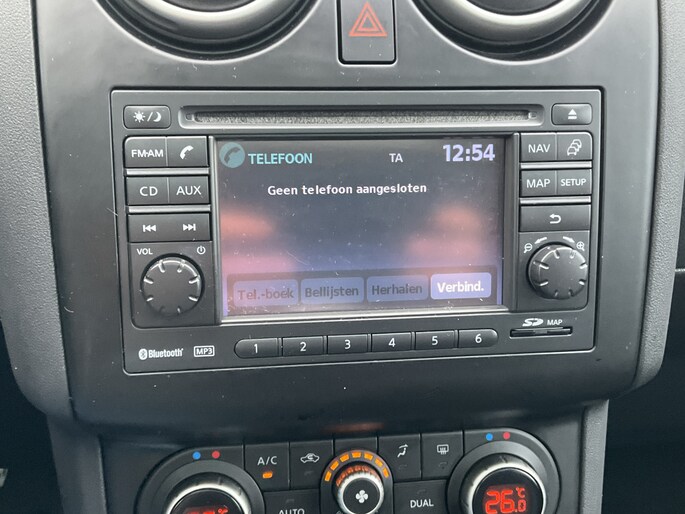 FM•AM
CD AUX
VOL
TELEFOON TA 12:54
Geen telefoon aangesloten
Tel.-boek Bellijsten Herhalen Verbind.
NAV
MAP SETUP
Bluetooth MP3
1 2 3 4 5 6
SD MAP
A/C
AUTO
DUAL
26.0 °C